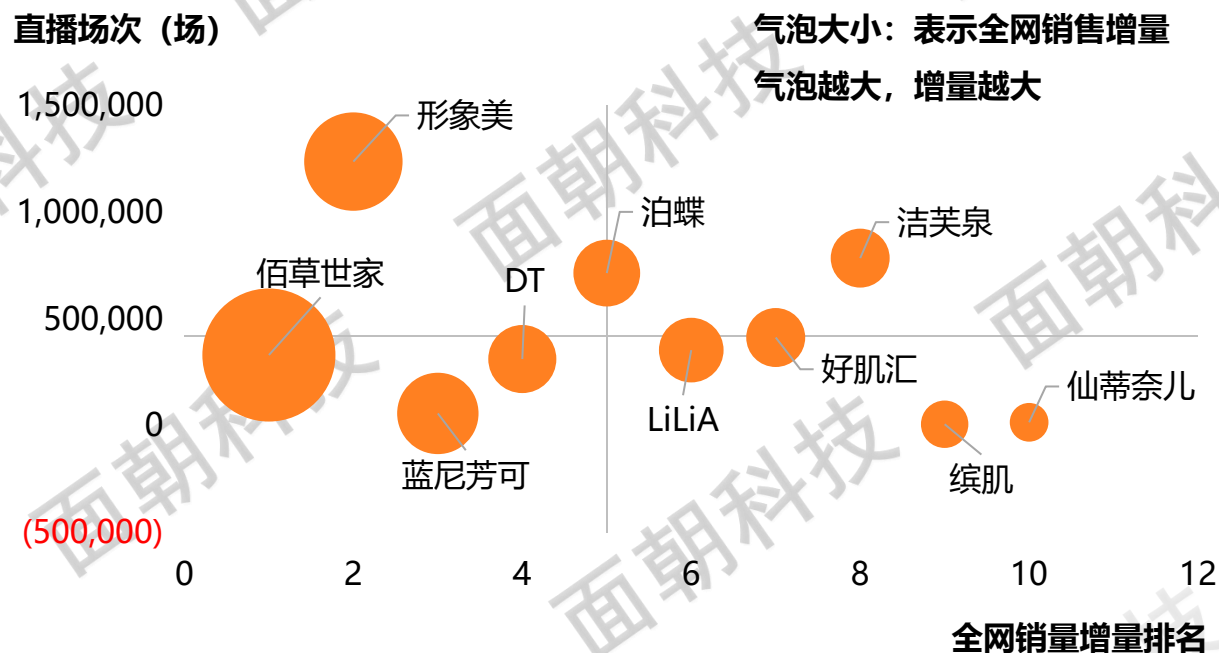 直播场次（场）
气泡大小：表示全网销售增量
气泡越大，增量越大
1,500,000
形象美
1,000,000
泊蝶
洁芙泉
佰草世家
DT
500,000
好肌汇
仙蒂奈儿
LiLiA
0
蓝尼芳可
缤肌
(500,000)
0 2 4 6 8 10 12
全网销量增量排名
面朝科技
面朝科技
面朝科技
面朝科技